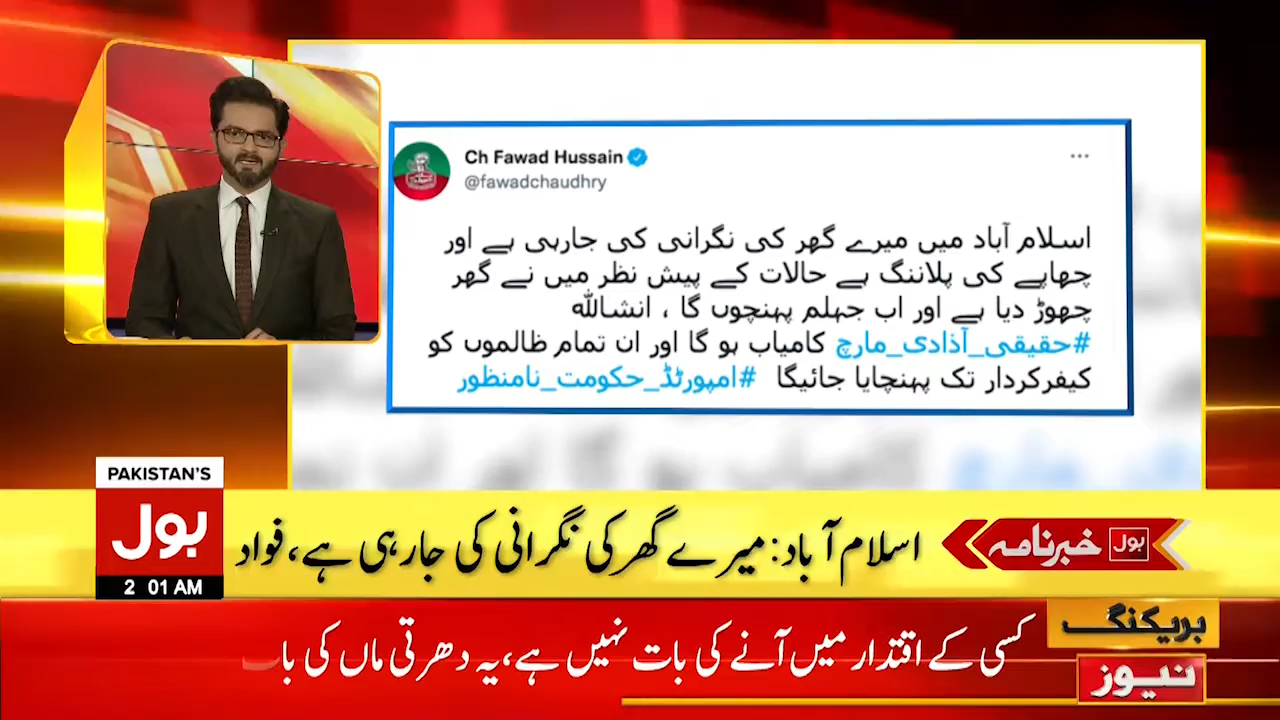 Ch Fawad Hussain
@fawadchaudhry
اسلام آباد میں میرے گھر کی نگرانی کی جارہی ہے اور
چھاپے کی پلاننگ ہے حالات کے پیش نظر میں نے گھر
چھوڑ دیا ہے اور اب جہلم پہنچوں گا ، انشاللہ
#حقیقی_آذادی_مارچ کامیاب ہو گا اور ان تمام ظالموں کو
کیفرکردار تک پہنچایا جائیگا #امپورٹڈ_حکومت_نامنظور
PAKISTAN'S
بول
2 01 AM
بول خبرنامہ
اسلام آباد: میرے گھر کی نگرانی کی جارہی ہے، فواد
بریکنگ
نیوز
کسی کے اقتدار میں آنے کی بات نہیں ہے، یہ دھرتی ماں کی